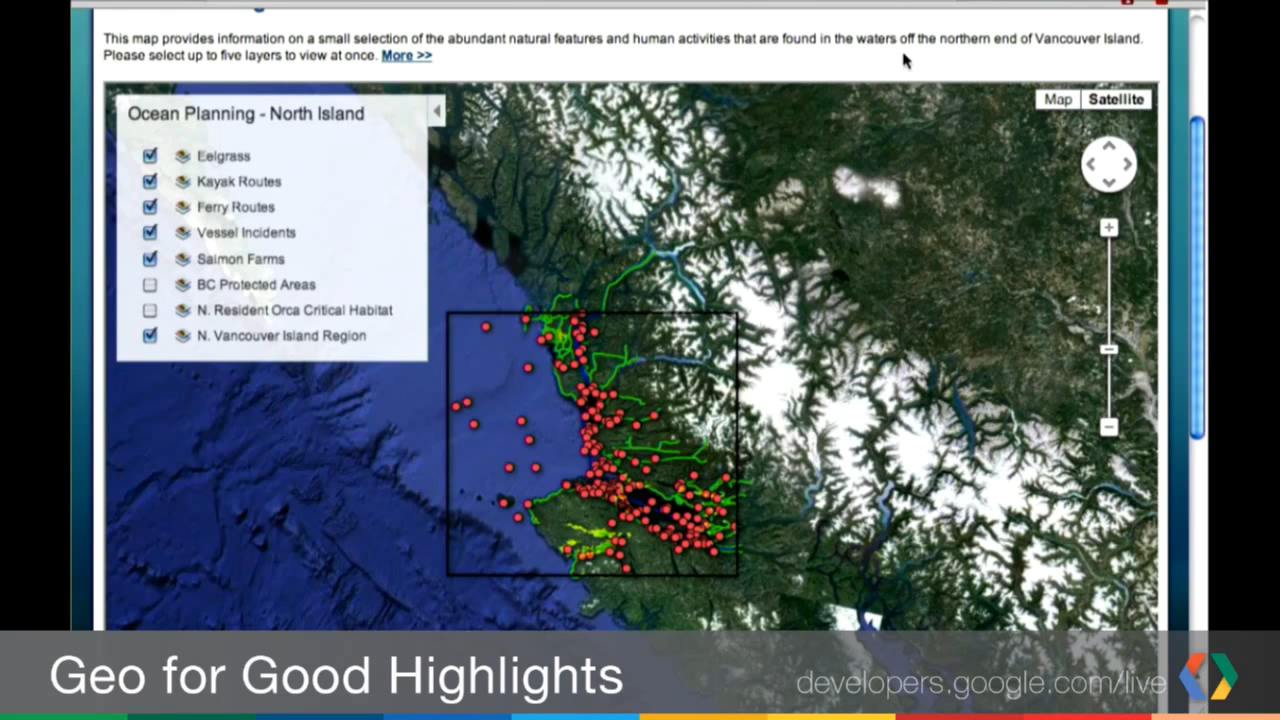 This map provides information on a small selection of the abundant natural features and human activities that are found in the waters off the northern end of Vancouver Island.
Please select up to five layers to view at once. More >>
Ocean Planning - North Island
Map Satellite
Eelgrass
Kayak Routes
Ferry Routes
Vessel Incidents
Salmon Farms
BC Protected Areas
N. Resident Orca Critical Habitat
N. Vancouver Island Region
Geo for Good Highlights
developers.google.com/live